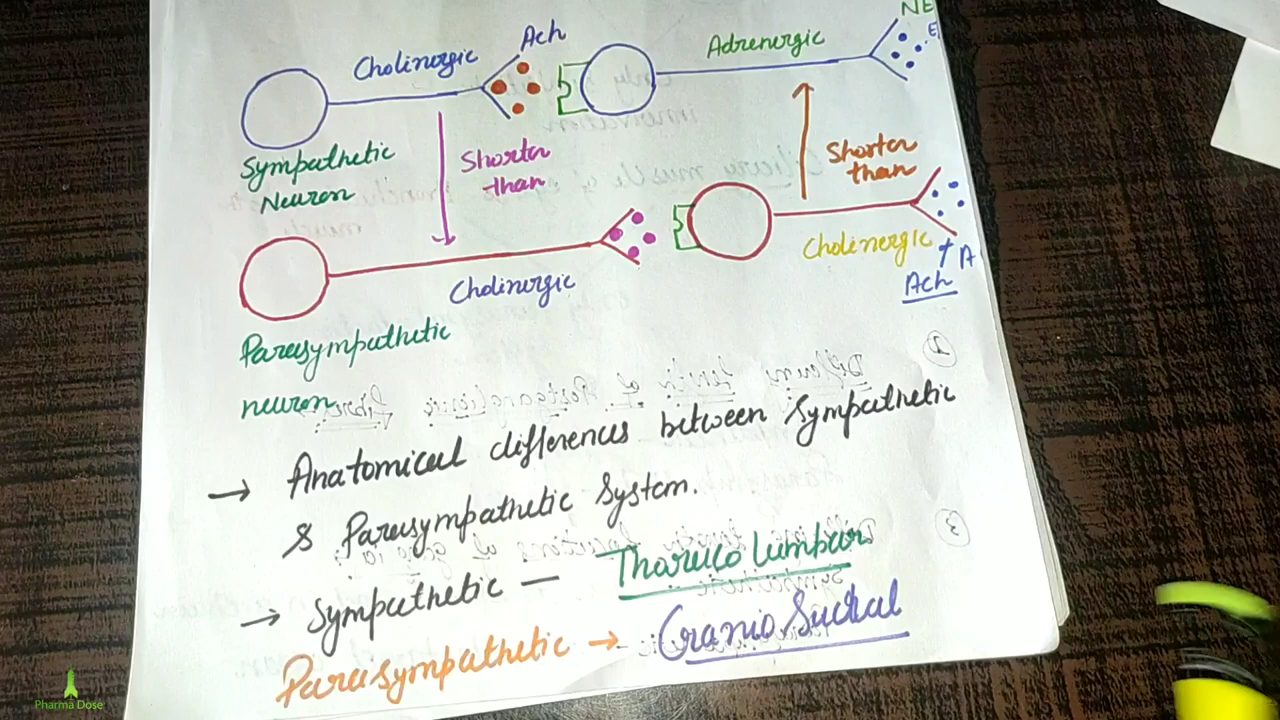 Cholinergic
Ach
Adrenergic
NE
E
Sympathetic
Neuron
Shorter
than
Shorter
than
Cholinergic
Cholinergic
Ach
Parasympathetic
neuron
→ Anatomical differences between Sympathetic
& Parasympathetic System.
→ Sympathetic — Tharaco Lumbar
Parasympathetic → Cranio Sacral
Pharma Dose